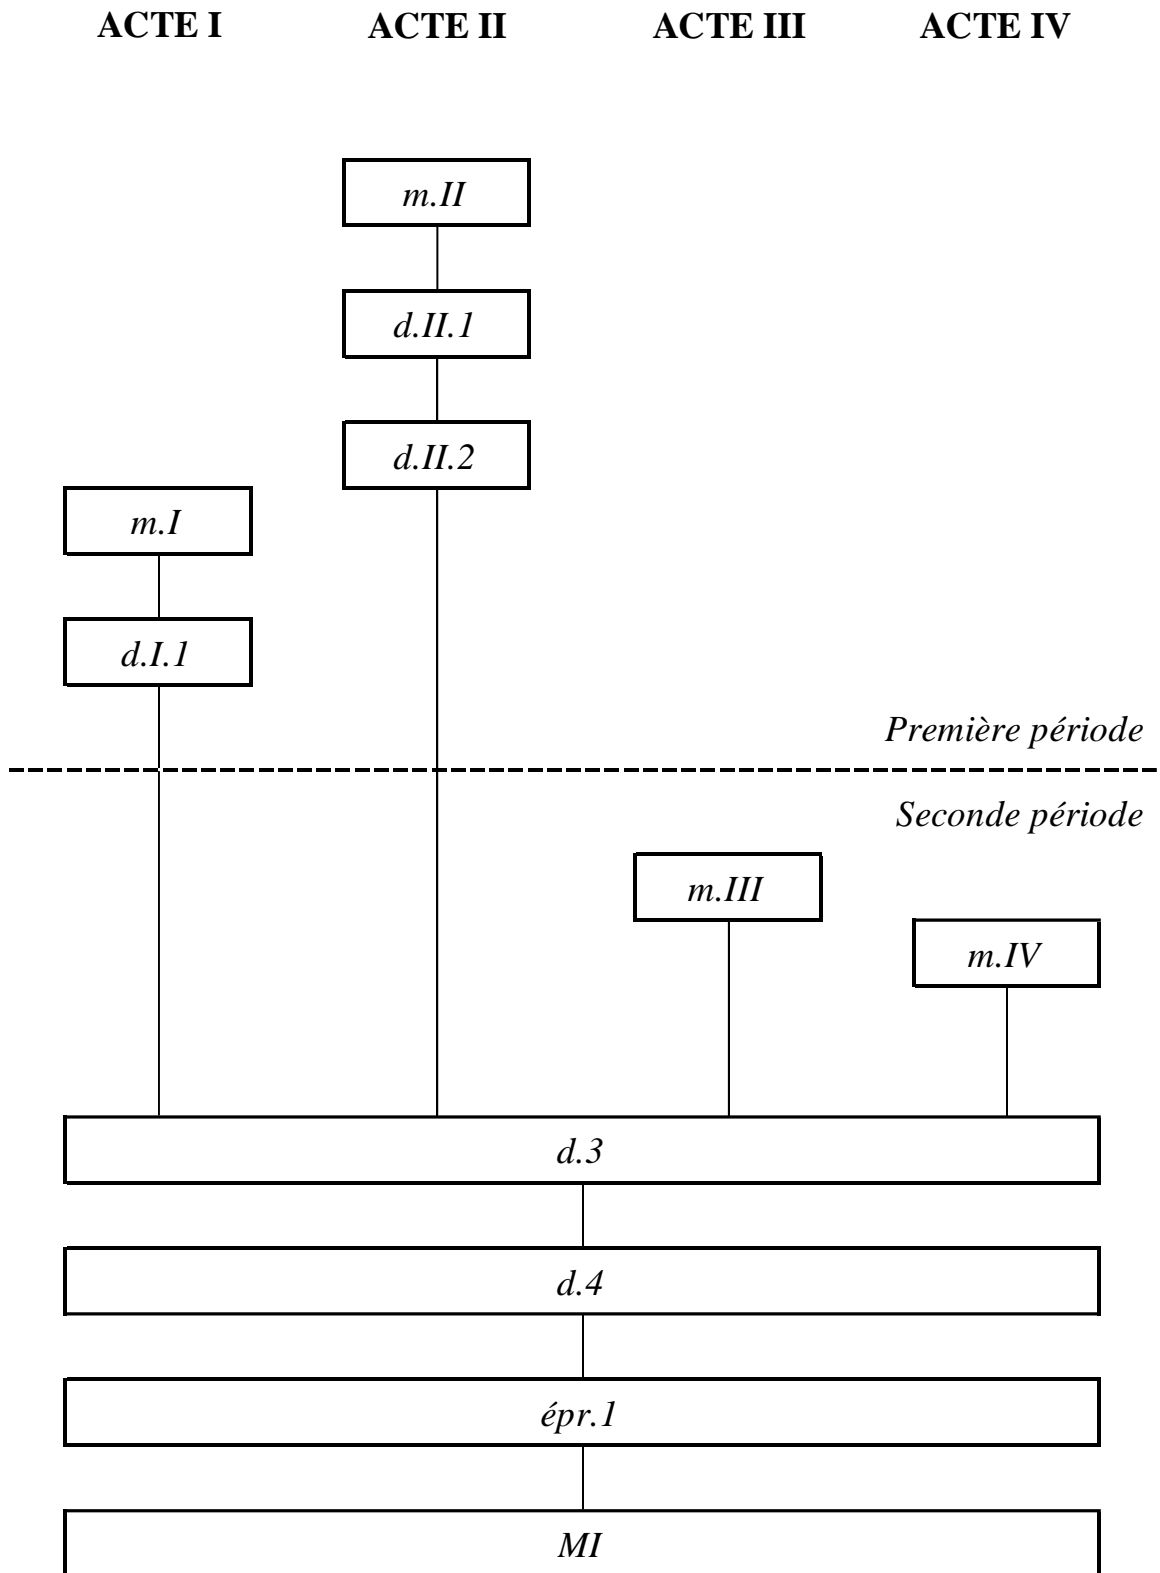 ACTE I ACTE II ACTE III ACTE IV
m.II
d.II.1
d.II.2
m.I
d.I.1
Première période
Seconde période
m.III
m.IV
d.3
d.4
épr.1
MI